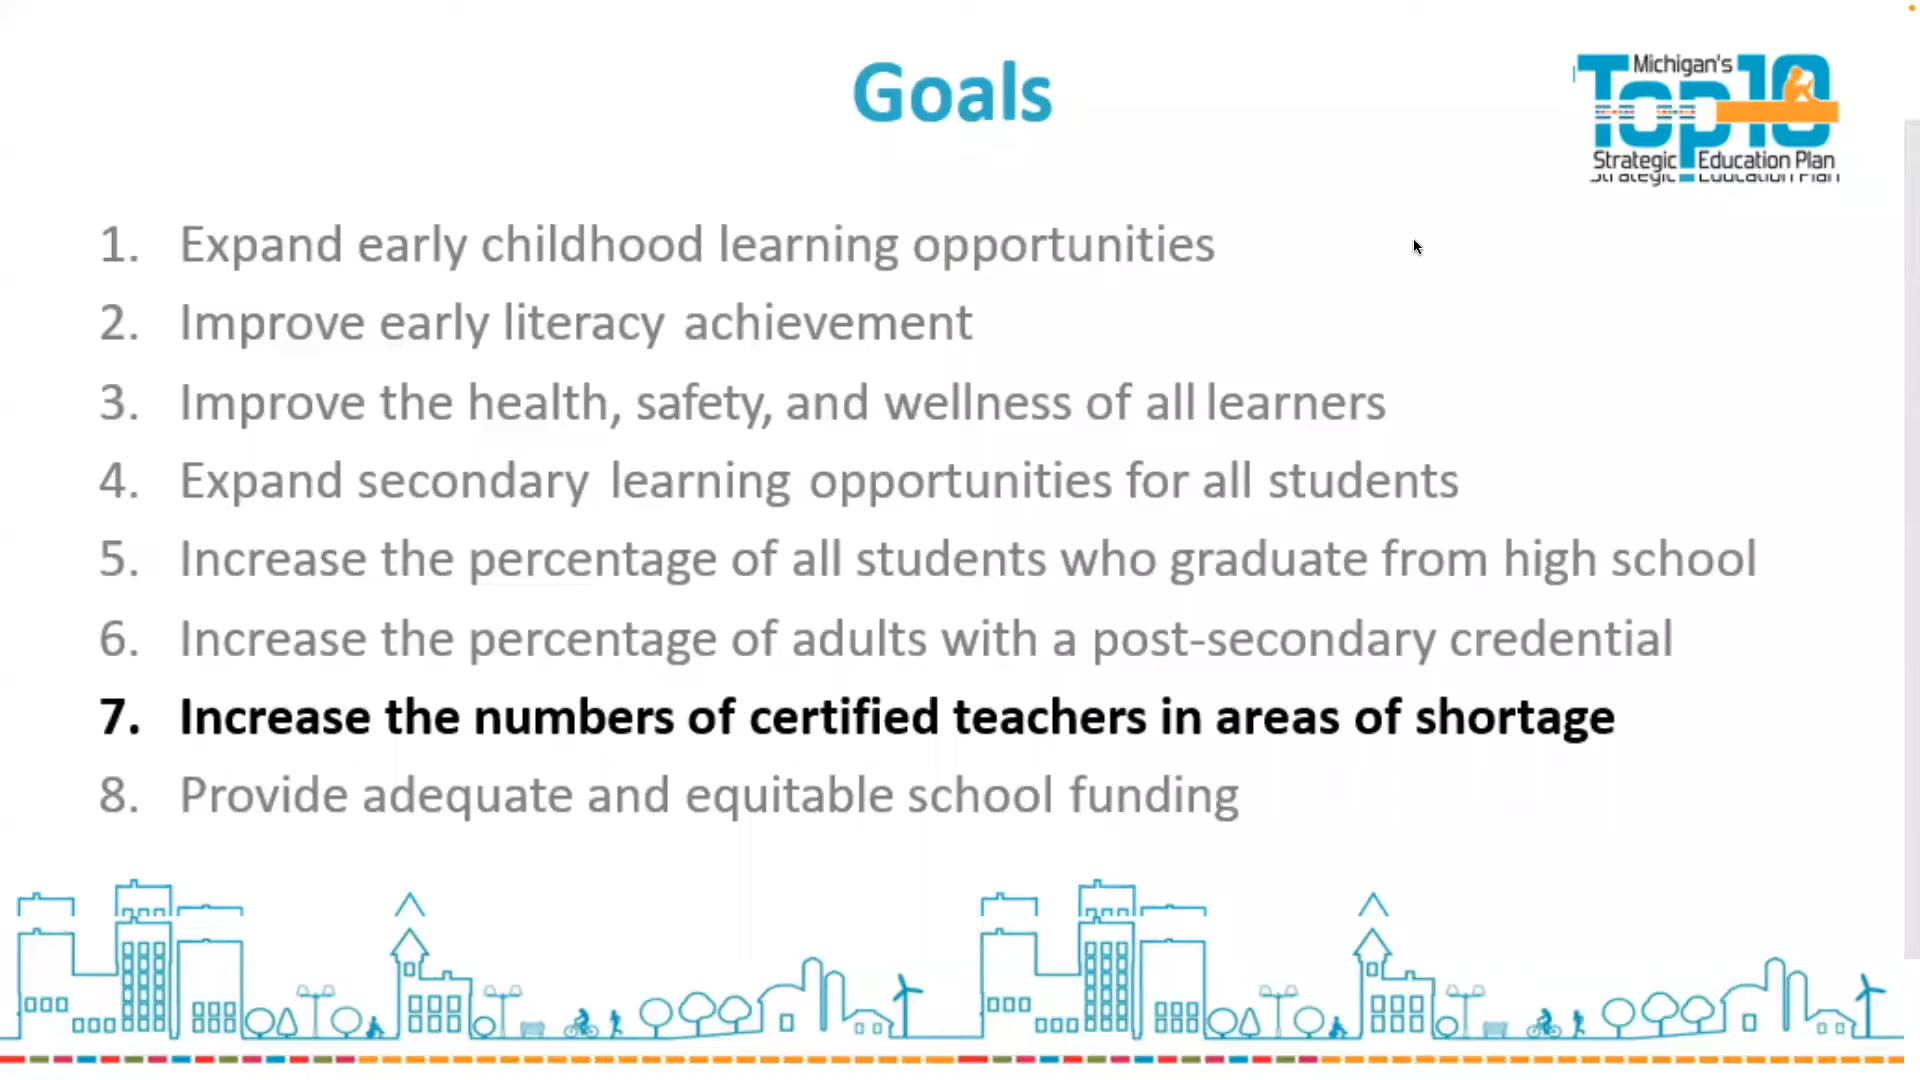 Goals
Michigan's
Top10
Strategic Education Plan
1. Expand early childhood learning opportunities
2. Improve early literacy achievement
3. Improve the health, safety, and wellness of all learners
4. Expand secondary learning opportunities for all students
5. Increase the percentage of all students who graduate from high school
6. Increase the percentage of adults with a post-secondary credential
7. Increase the numbers of certified teachers in areas of shortage
8. Provide adequate and equitable school funding